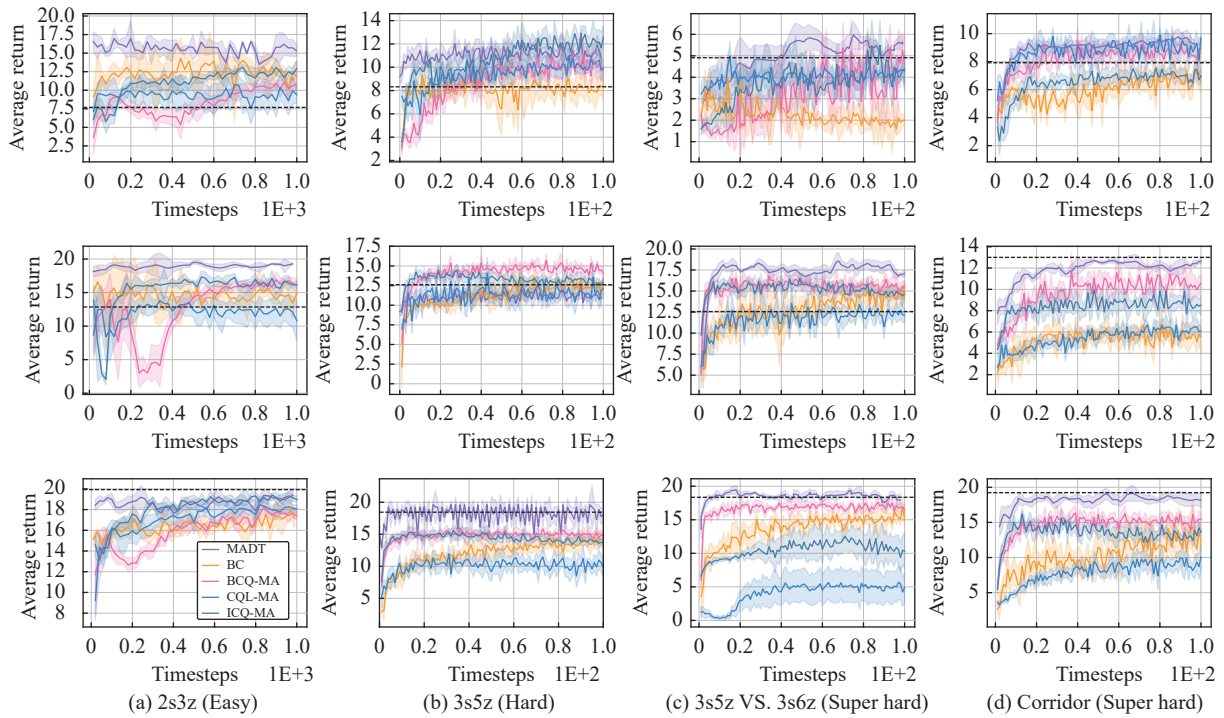 20.0 14 6 10
17.5 12 5 8
15.0 10 4 6
12.5 8 3 4
10.0 6 2 2
7.5 4 1
5.0 2
2.5
Average return Average return Average return Average return
0 0.2 0.4 0.6 0.8 1.0 0 0.2 0.4 0.6 0.8 1.0 0 0.2 0.4 0.6 0.8 1.0 0 0.2 0.4 0.6 0.8 1.0
Timesteps 1E+3 Timesteps 1E+2 Timesteps 1E+2 Timesteps 1E+2
20 17.5 20.0 14
15 15.0 17.5 12
10 12.5 15.0 10
5 10.0 12.5 8
0 7.5 10.0 6
5.0 7.5 4
2.5 5.0 2
0
Average return Average return Average return Average return
0 0.2 0.4 0.6 0.8 1.0 0 0.2 0.4 0.6 0.8 1.0 0 0.2 0.4 0.6 0.8 1.0 0 0.2 0.4 0.6 0.8 1.0
Timesteps 1E+3 Timesteps 1E+2 Timesteps 1E+2 Timesteps 1E+2
20 20 20 20
18 15 15 15
16 10 10 10
14 5 5 5
12 0
10
8
Average return Average return Average return Average return
MADT
BC
BCQ-MA
CQL-MA
ICQ-MA
0 0.2 0.4 0.6 0.8 1.0 0 0.2 0.4 0.6 0.8 1.0 0 0.2 0.4 0.6 0.8 1.0 0 0.2 0.4 0.6 0.8 1.0
Timesteps 1E+3 Timesteps 1E+2 Timesteps 1E+2 Timesteps 1E+2
(a) 2s3z (Easy) (b) 3s5z (Hard) (c) 3s5z VS. 3s6z (Super hard) (d) Corridor (Super hard)